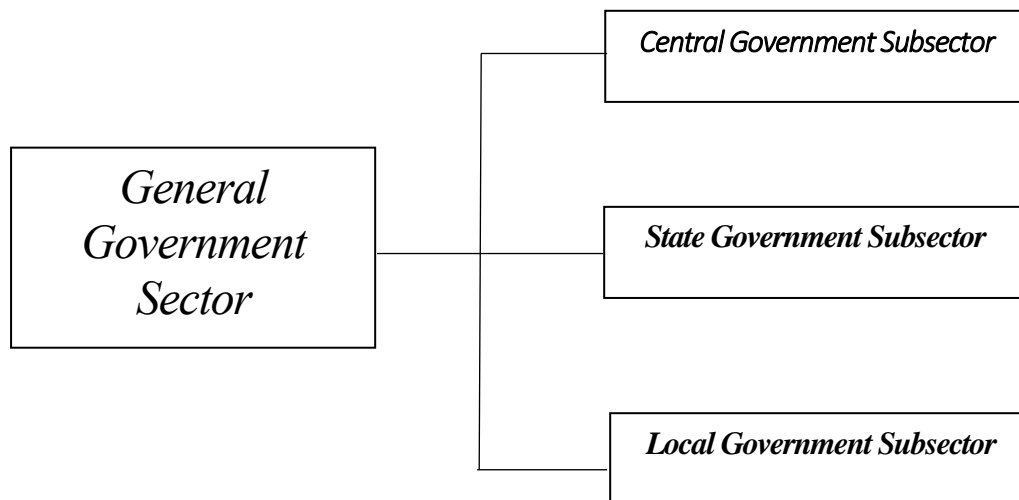 Central Government Subsector
General
Government
Sector
State Government Subsector
Local Government Subsector